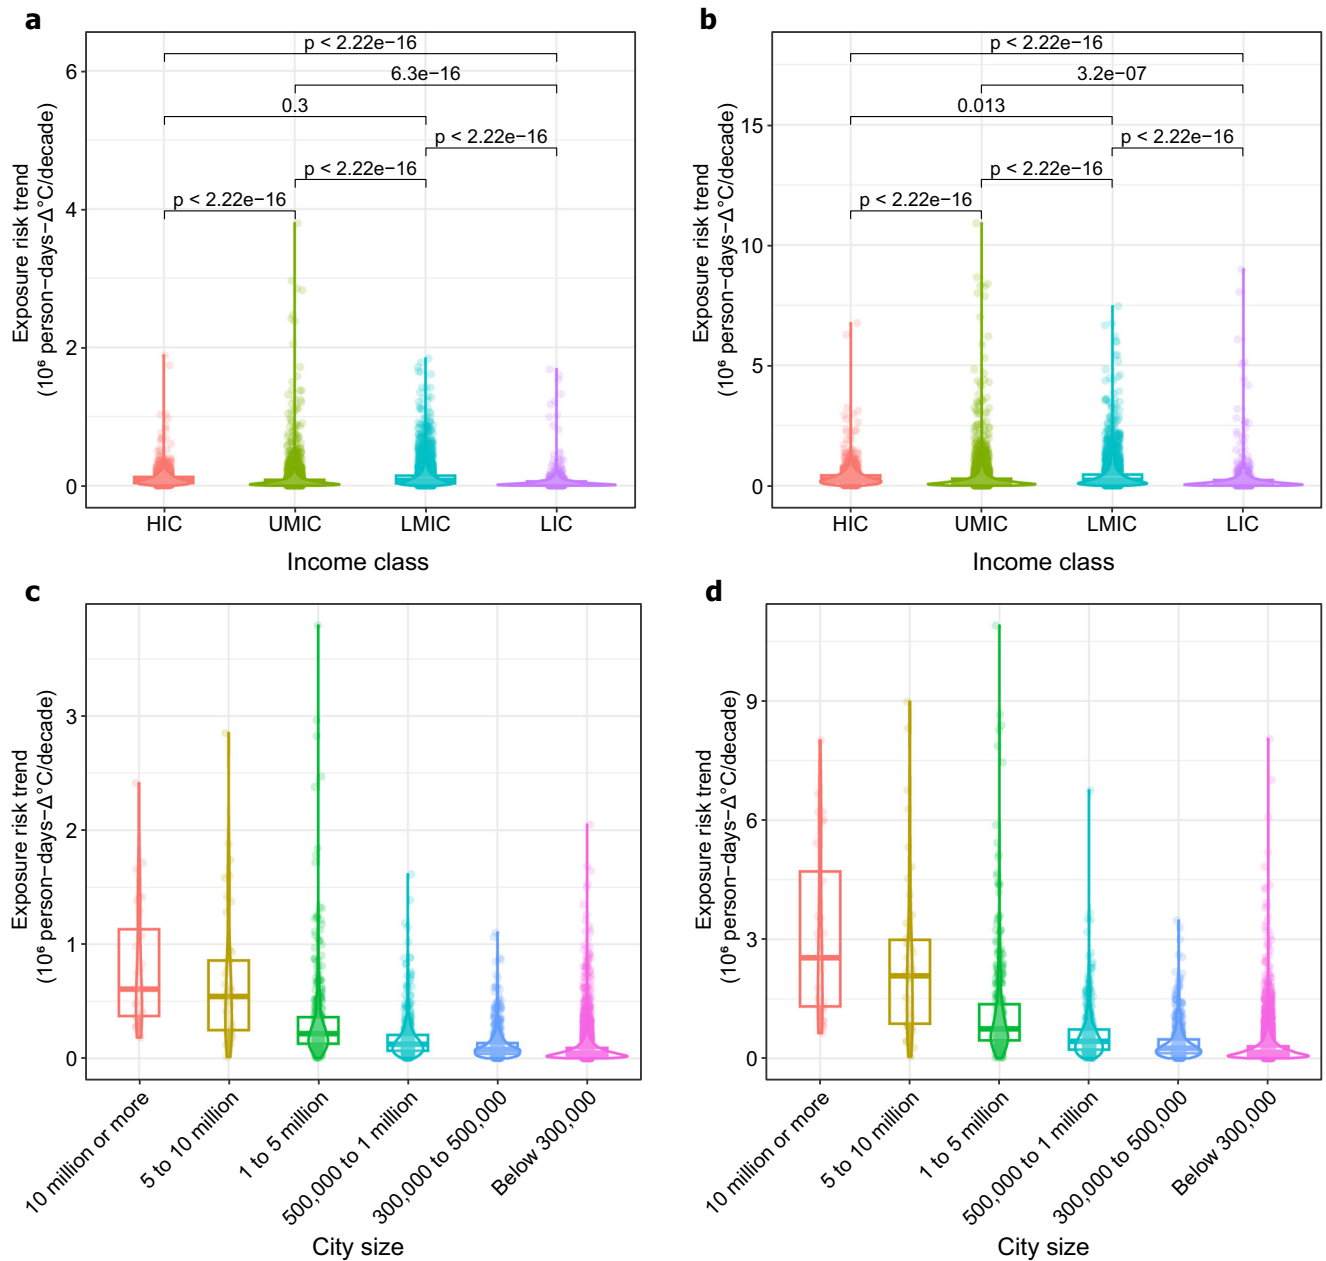 a
p < 2.22e−16
6.3e−16
0.3
p < 2.22e−16
p < 2.22e−16
p < 2.22e−16
6
4
2
0
Exposure risk trend
(10⁶ person−days−Δ°C/decade)
HIC UMIC LMIC LIC
Income class
b
p < 2.22e−16
3.2e−07
0.013
p < 2.22e−16
p < 2.22e−16
p < 2.22e−16
15
10
5
0
Exposure risk trend
(10⁶ person−days−Δ°C/decade)
HIC UMIC LMIC LIC
Income class
c
3
2
1
0
Exposure risk trend
(10⁶ person−days−Δ°C/decade)
10 million or more
5 to 10 million
1 to 5 million
500,000 to 1 million
300,000 to 500,000
Below 300,000
City size
d
9
6
3
0
Exposure risk trend
(10⁶ person−days−Δ°C/decade)
10 million or more
5 to 10 million
1 to 5 million
500,000 to 1 million
300,000 to 500,000
Below 300,000
City size